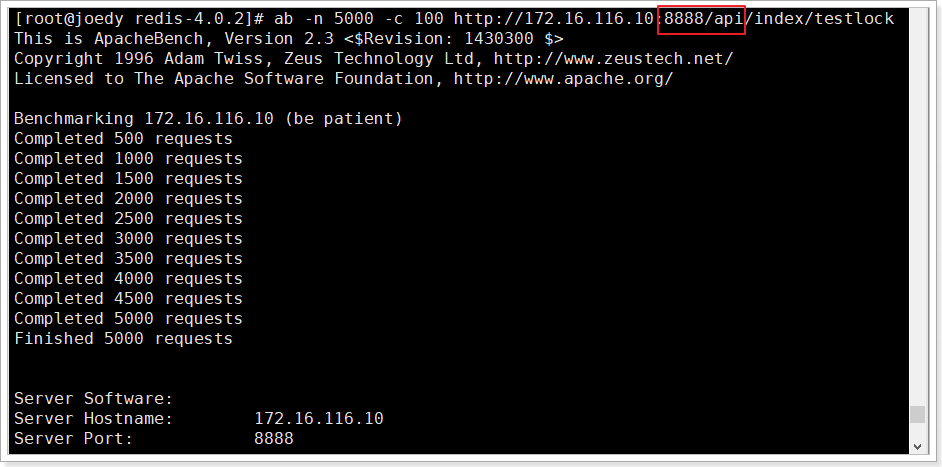 [root@joedy redis-4.0.2]# ab -n 5000 -c 100 http://172.16.116.10:8888/api/index/testlock
This is ApacheBench, Version 2.3 <$Revision: 1430300 $>
Copyright 1996 Adam Twiss, Zeus Technology Ltd, http://www.zeustech.net/
Licensed to The Apache Software Foundation, http://www.apache.org/

Benchmarking 172.16.116.10 (be patient)
Completed 500 requests
Completed 1000 requests
Completed 1500 requests
Completed 2000 requests
Completed 2500 requests
Completed 3000 requests
Completed 3500 requests
Completed 4000 requests
Completed 4500 requests
Completed 5000 requests
Finished 5000 requests

Server Software:
Server Hostname:        172.16.116.10
Server Port:            8888